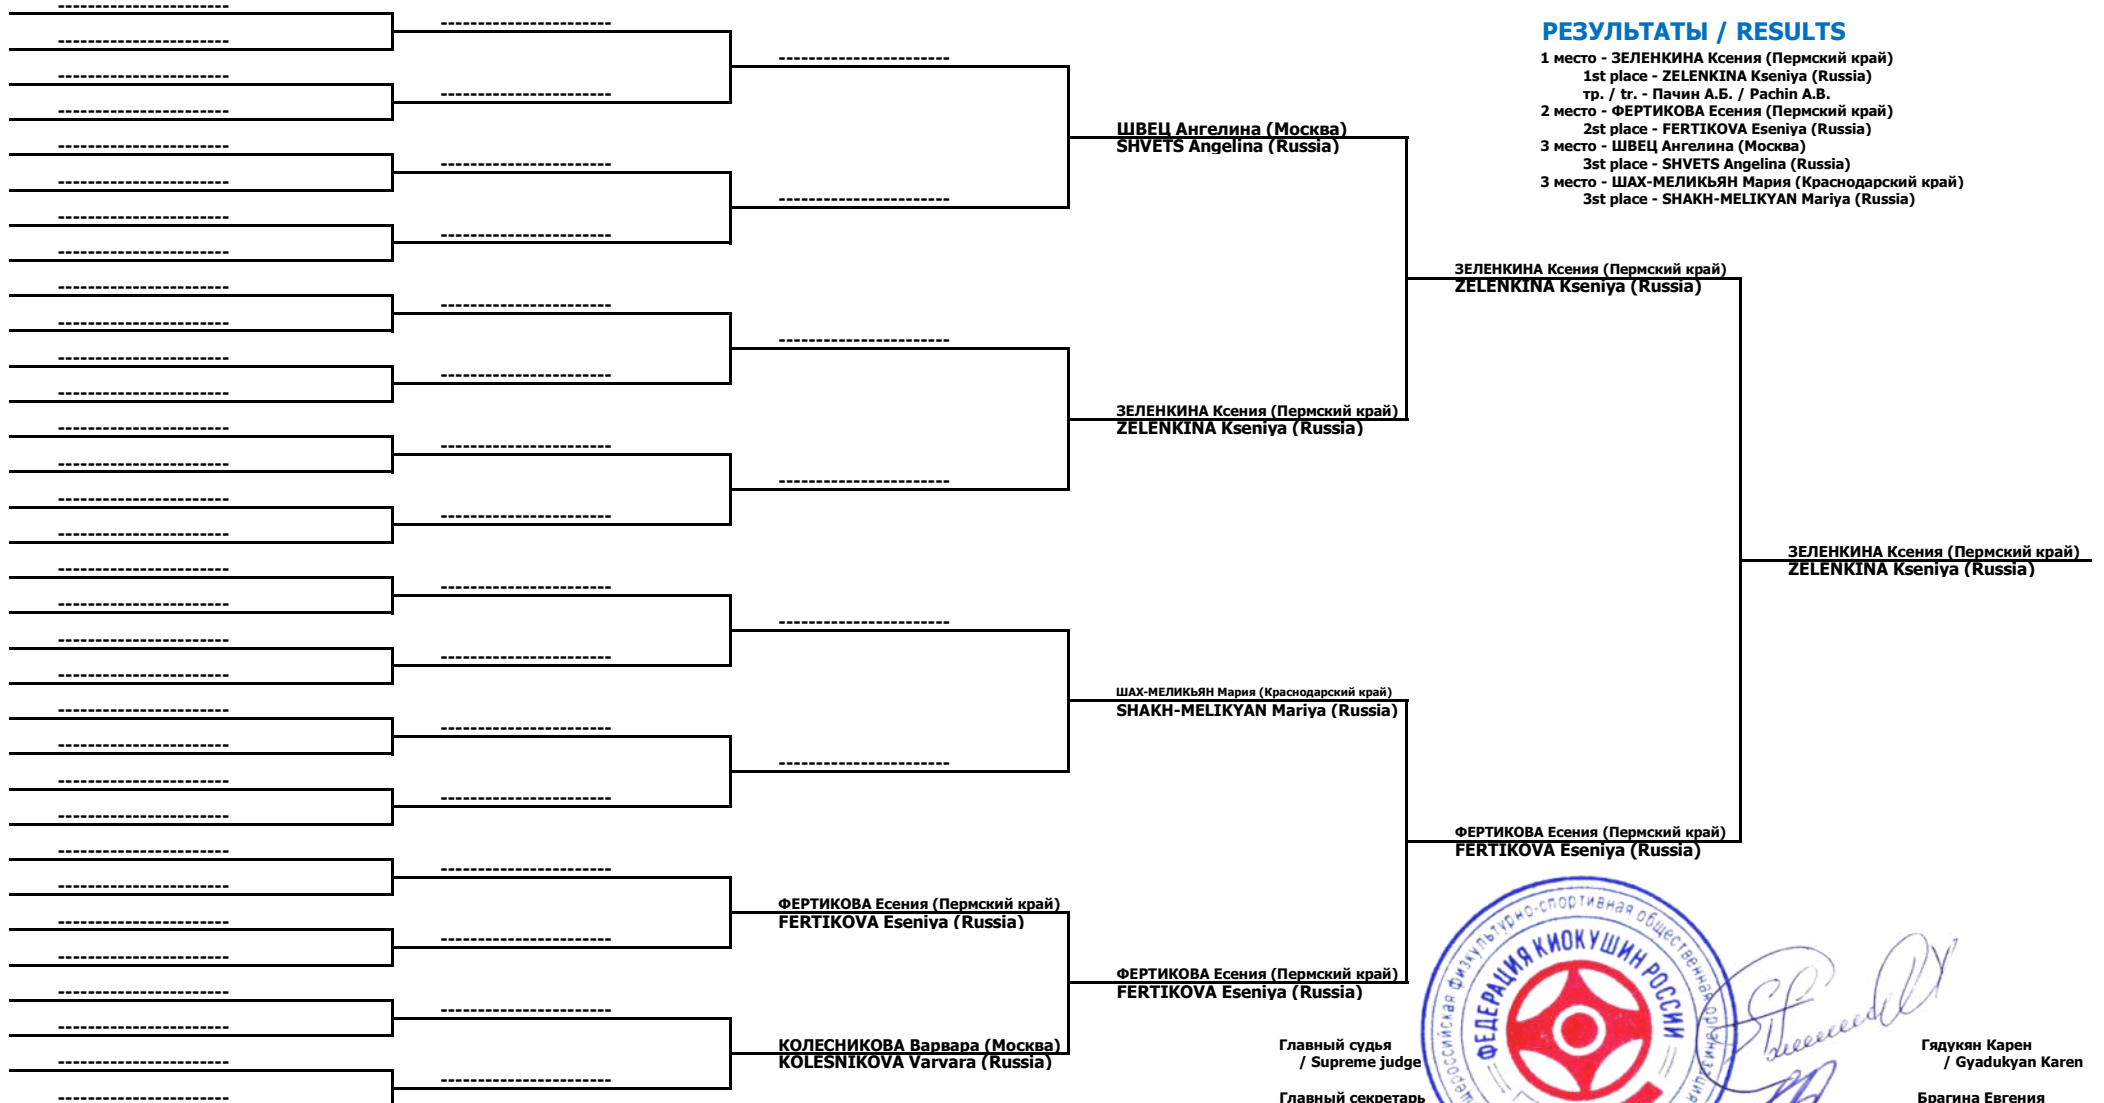 РЕЗУЛЬТАТЫ / RESULTS
1 место - ЗЕЛЕНКИНА Ксения (Пермский край)
1st place - ZELENKINA Kseniya (Russia)
тр. / tr. - Пачин А.Б. / Pachin A.B.
2 место - ФЕРТИКОВА Есения (Пермский край)
2st place - FERTIKOVA Eseniya (Russia)
3 место - ШВЕЦ Ангелина (Москва)
3st place - SHVETS Angelina (Russia)
3 место - ШАХ-МЕЛИКЬЯН Мария (Краснодарский край)
3st place - SHAKH-MELIKYAN Mariya (Russia)
ШВЕЦ Ангелина (Москва)
SHVETS Angelina (Russia)
ЗЕЛЕНКИНА Ксения (Пермский край)
ZELENKINA Kseniya (Russia)
ЗЕЛЕНКИНА Ксения (Пермский край)
ZELENKINA Kseniya (Russia)
ЗЕЛЕНКИНА Ксения (Пермский край)
ZELENKINA Kseniya (Russia)
ШАХ-МЕЛИКЬЯН Мария (Краснодарский край)
SHAKH-MELIKYAN Mariya (Russia)
ФЕРТИКОВА Есения (Пермский край)
FERTIKOVA Eseniya (Russia)
ФЕРТИКОВА Есения (Пермский край)
FERTIKOVA Eseniya (Russia)
ФЕРТИКОВА Есения (Пермский край)
FERTIKOVA Eseniya (Russia)
КОЛЕСНИКОВА Варвара (Москва)
KOLESNIKOVA Varvara (Russia)
физкультурно-спортивная общественная организация
ФЕДЕРАЦИЯ КИОКУШИН РОССИИ
Главный судья
/ Supreme judge
Гядукян Карен
/ Gyadukyan Karen
Главный секретарь
Брагина Евгения